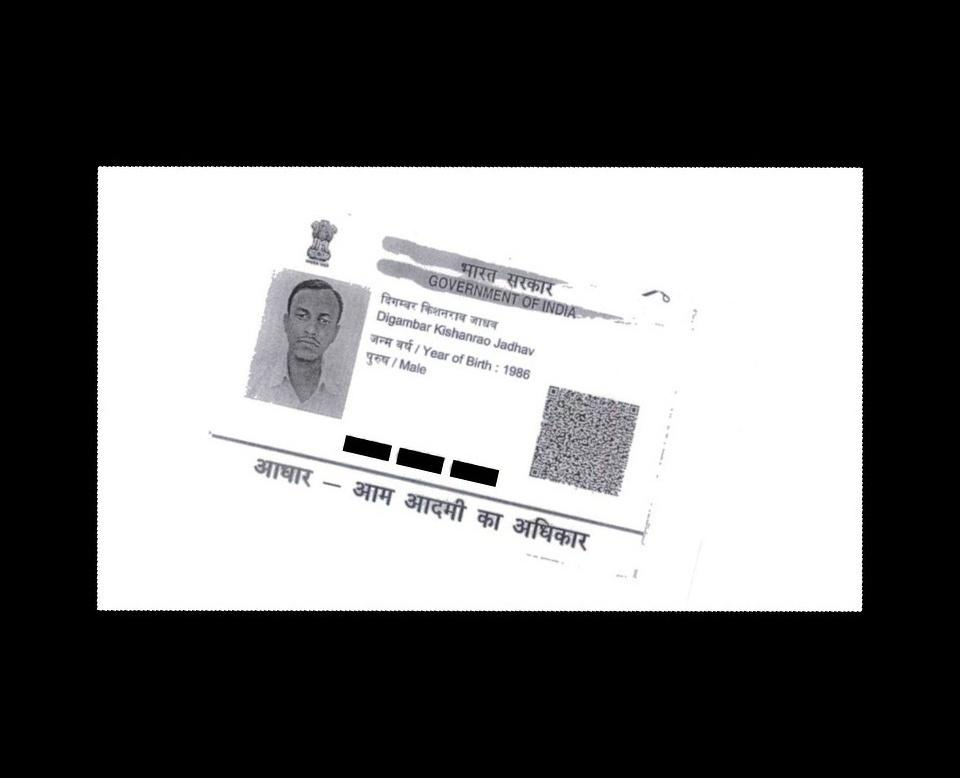 भारत सरकार
GOVERNMENT OF INDIA
दिगम्बर किशनराव जाधव
Digambar Kishanrao Jadhav
जन्म वर्ष / Year of Birth : 1986
पुरुष / Male
आधार — आम आदमी का अधिकार